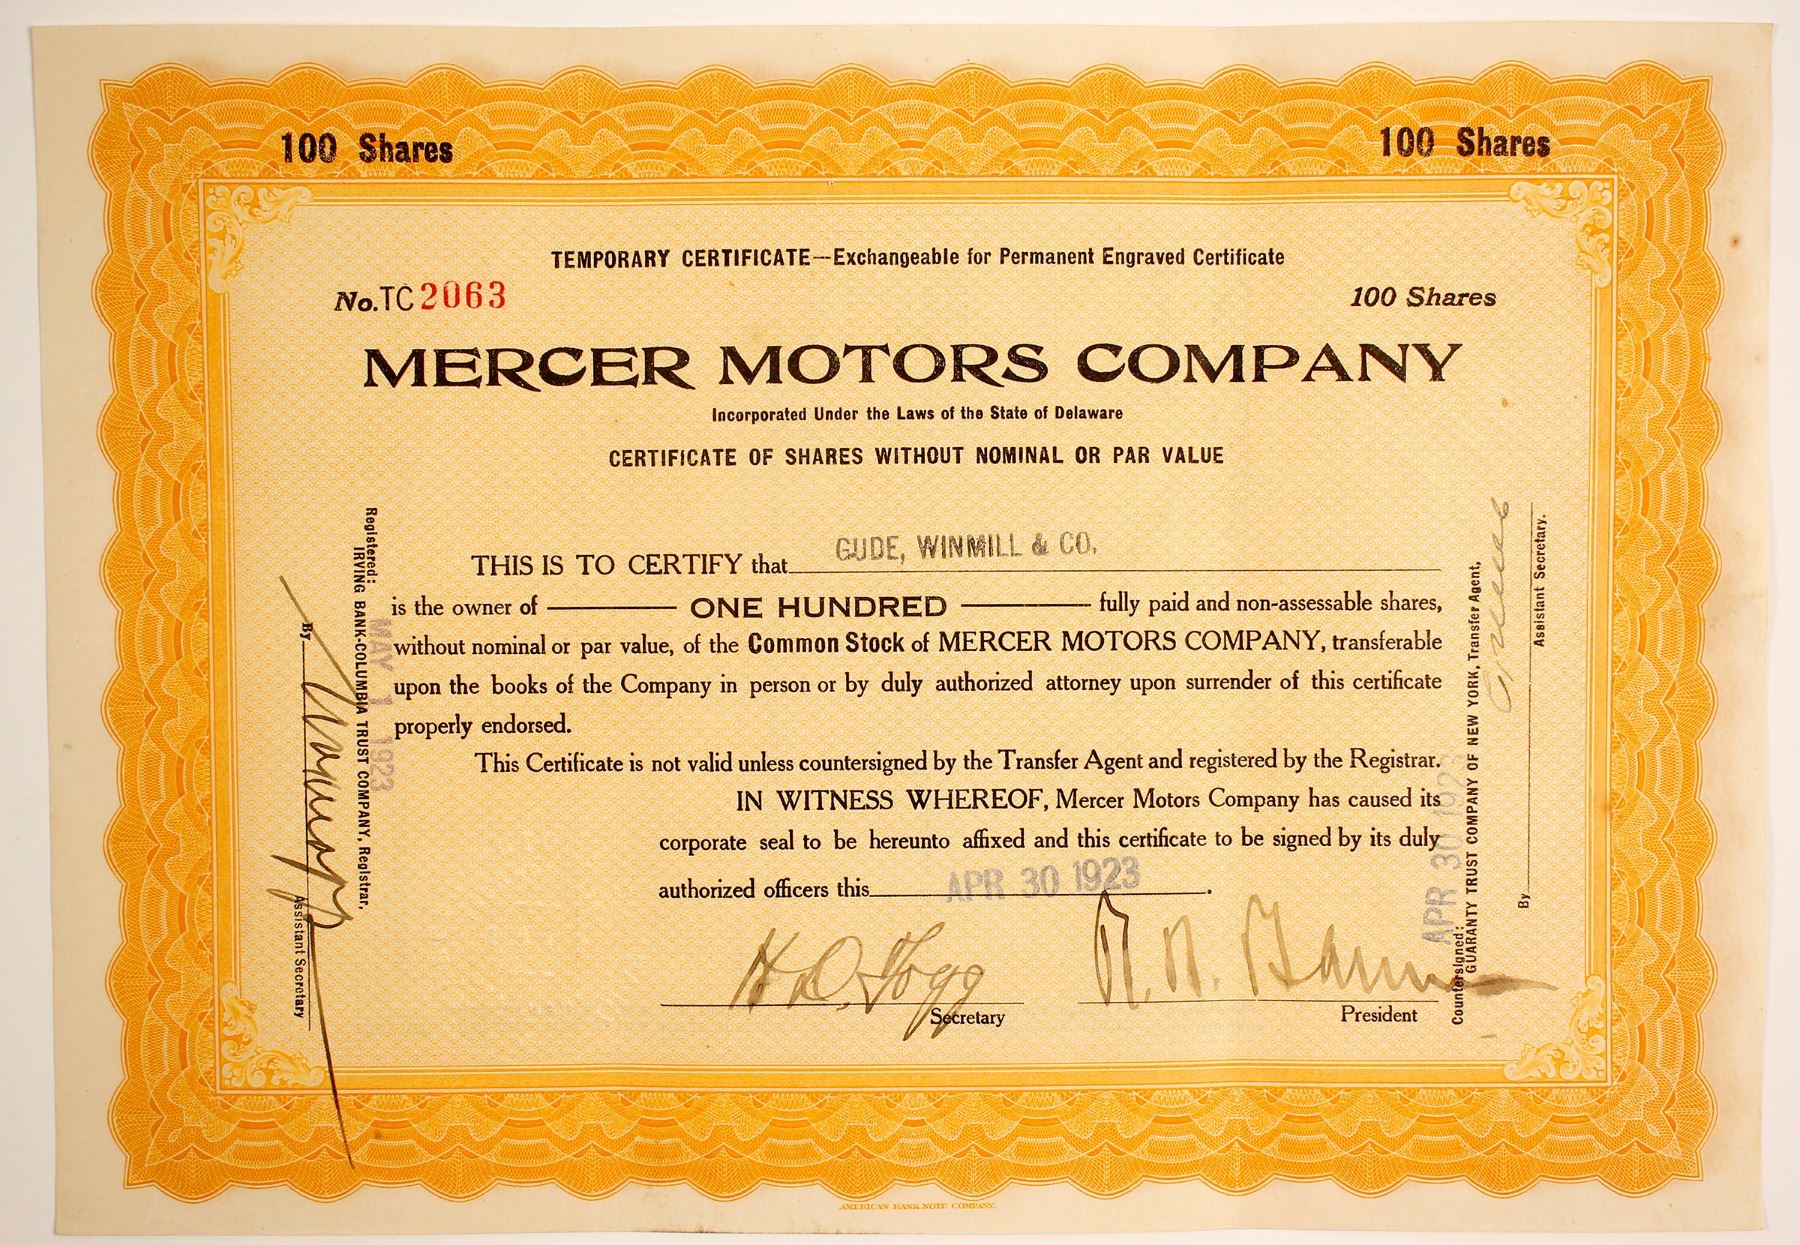 100 Shares
100 Shares
TEMPORARY CERTIFICATE—Exchangeable for Permanent Engraved Certificate
No. TC 2063
100 Shares
MERCER MOTORS COMPANY
Incorporated Under the Laws of the State of Delaware
CERTIFICATE OF SHARES WITHOUT NOMINAL OR PAR VALUE
THIS IS TO CERTIFY that GUDE, WINMILL & CO.
is the owner of ONE HUNDRED fully paid and non-assessable shares,
without nominal or par value, of the Common Stock of MERCER MOTORS COMPANY, transferable
upon the books of the Company in person or by duly authorized attorney upon surrender of this certificate
properly endorsed.
This Certificate is not valid unless countersigned by the Transfer Agent and registered by the Registrar.
IN WITNESS WHEREOF, Mercer Motors Company has caused its
corporate seal to be hereunto affixed and this certificate to be signed by its duly
authorized officers this APR 30 1923.
H. D. Fogg
Secretary
President
Registered:
IRVING BANK-COLUMBIA TRUST COMPANY, Registrar,
MAY 1 1923
By
Assistant Secretary
Countersigned:
GUARANTY TRUST COMPANY OF NEW YORK, Transfer Agent,
APR 30 1923
By
Assistant Secretary.
AMERICAN BANK NOTE COMPANY.